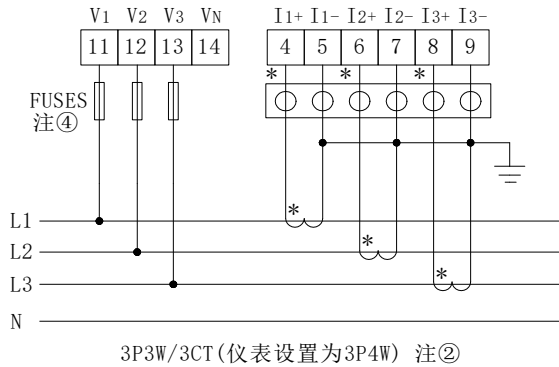 V1 V2 V3 VN I1+ I1- I2+ I2- I3+ I3-
11 12 13 14 4 5 6 7 8 9
* * *
FUSES
注④
*
L1
*
L2
*
L3
N
3P3W/3CT(仪表设置为3P4W) 注②